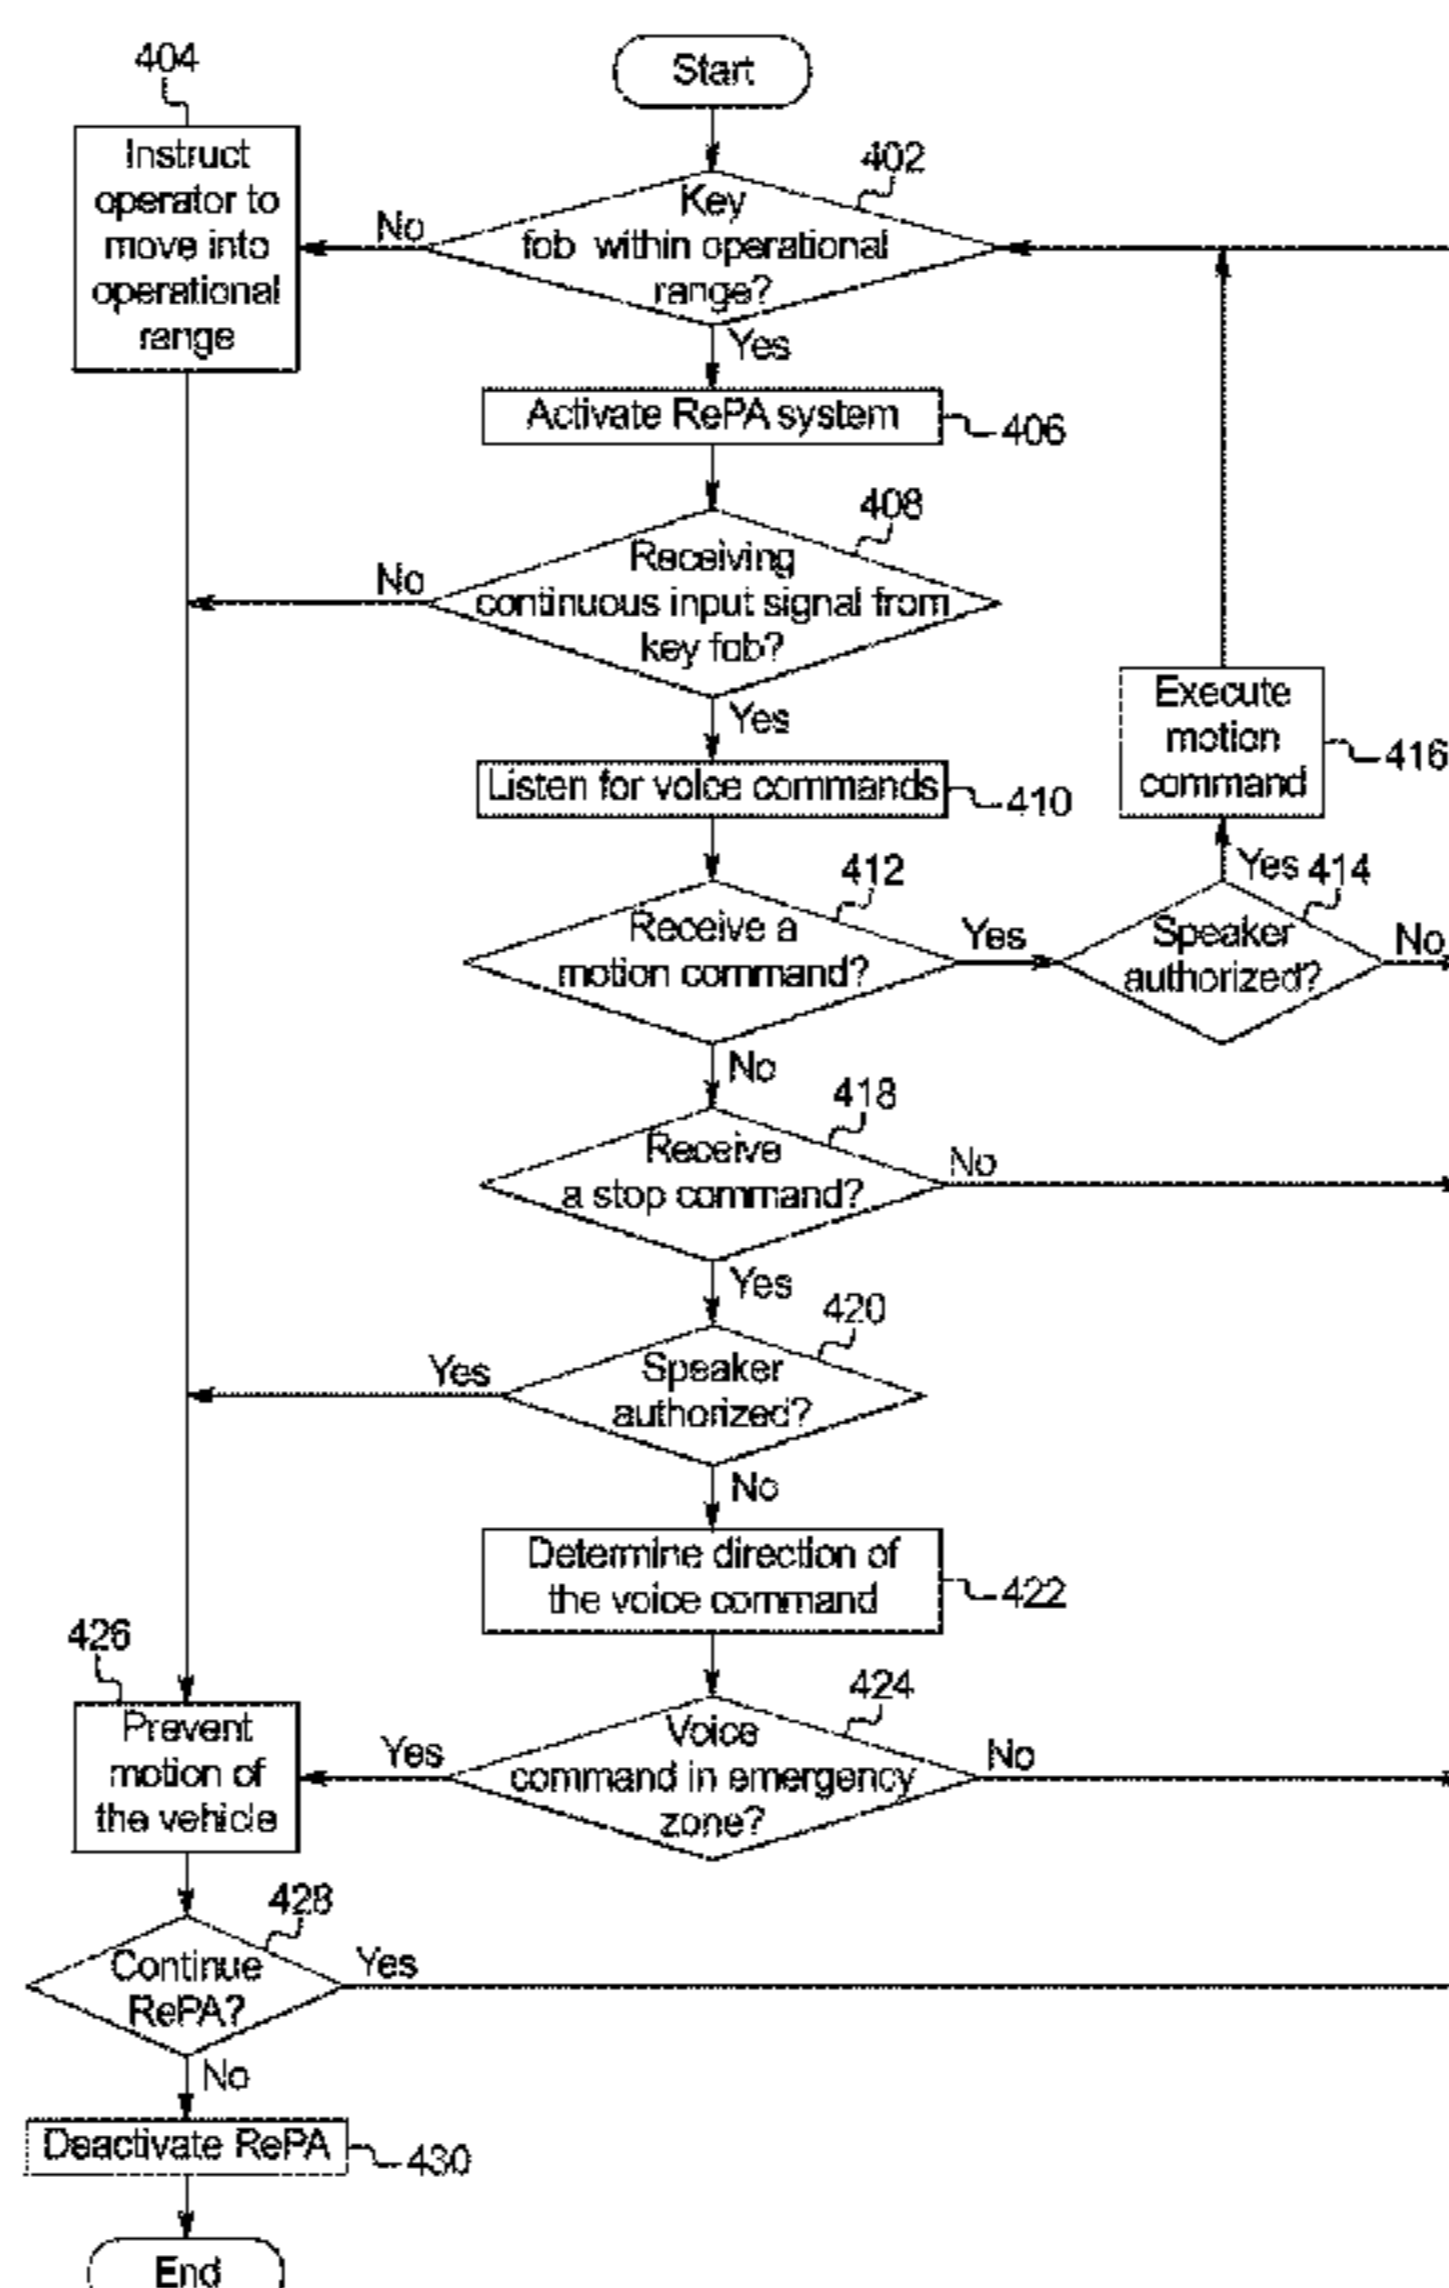 Start
404
Instruct
operator to
move into
operational
range
402
Key
fob within operational
range?
No
Yes
Activate RePA system
406
408
Receiving
continuous input signal from
key fob?
No
Yes
Listen for voice commands
410
Execute
motion
command
416
412
Receive a
motion command?
Yes
Yes
414
Speaker
authorized?
No
No
418
Receive
a stop command?
No
Yes
420
Speaker
authorized?
Yes
No
Determine direction of
the voice command
422
424
Voice
command in emergency
zone?
Yes
No
426
Prevent
motion of
the vehicle
428
Continue
RePA?
Yes
No
Deactivate RePA
430
End